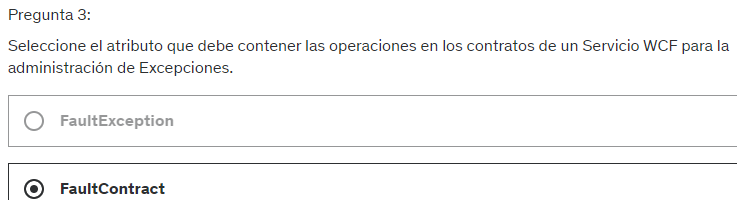 Pregunta 3:
Seleccione el atributo que debe contener las operaciones en los contratos de un Servicio WCF para la
administración de Excepciones.
FaultException
FaultContract